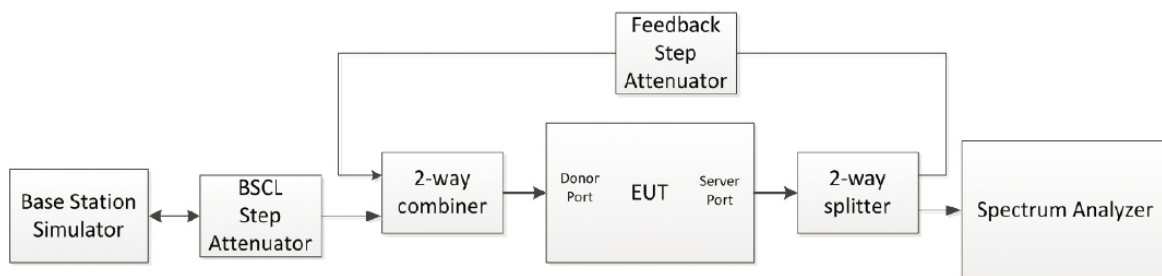 Feedback
Step
Attenuator
Base Station
Simulator
BSCL
Step
Attenuator
2-way
combiner
Donor
Port
EUT
Server
Port
2-way
splitter
Spectrum Analyzer